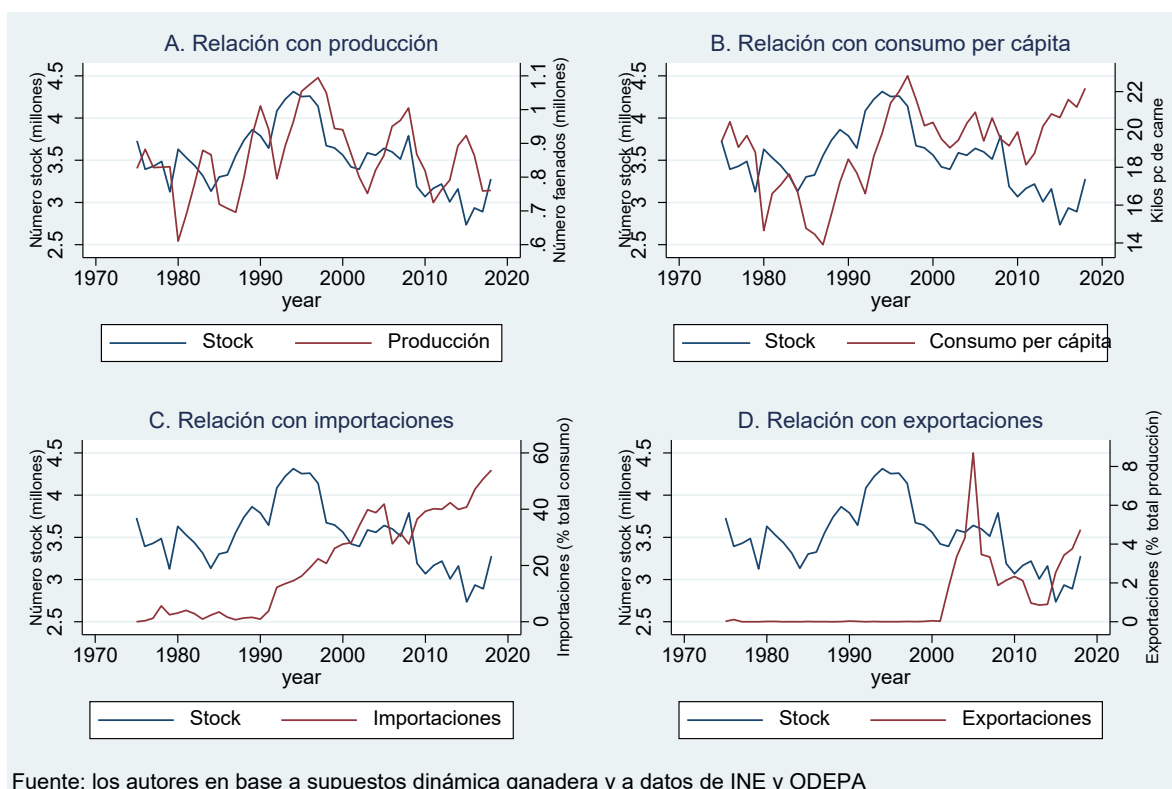 A. Relación con producción
Número stock (millones)
4.5
4
3.5
3
2.5
1.1
1
.9
.8
.7
.6
Número faenados (millones)
1970 1980 1990 2000 2010 2020
year
Stock Producción
B. Relación con consumo per cápita
Número stock (millones)
4.5
4
3.5
3
2.5
22
20
18
16
14
Kilos pc de carne
1970 1980 1990 2000 2010 2020
year
Stock Consumo per cápita
C. Relación con importaciones
Número stock (millones)
4.5
4
3.5
3
2.5
60
40
20
0
Importaciones (% total consumo)
1970 1980 1990 2000 2010 2020
year
Stock Importaciones
D. Relación con exportaciones
Número stock (millones)
4.5
4
3.5
3
2.5
8
6
4
2
0
Exportaciones (% total producción)
1970 1980 1990 2000 2010 2020
year
Stock Exportaciones
Fuente: los autores en base a supuestos dinámica ganadera y a datos de INE y ODEPA